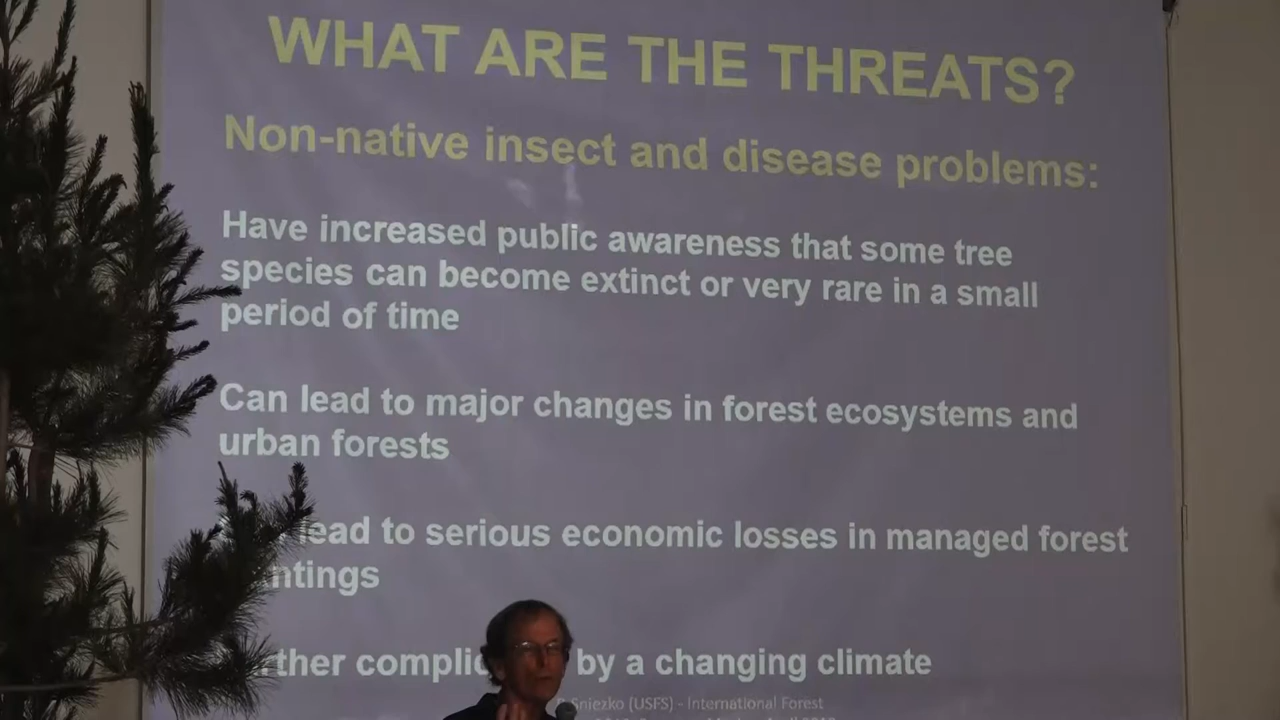 WHAT ARE THE THREATS?
Non-native insect and disease problems:
Have increased public awareness that some tree
species can become extinct or very rare in a small
period of time
Can lead to major changes in forest ecosystems and
urban forests
lead to serious economic losses in managed forest
by a changing climate
Sniezko (USFS) - International Forest